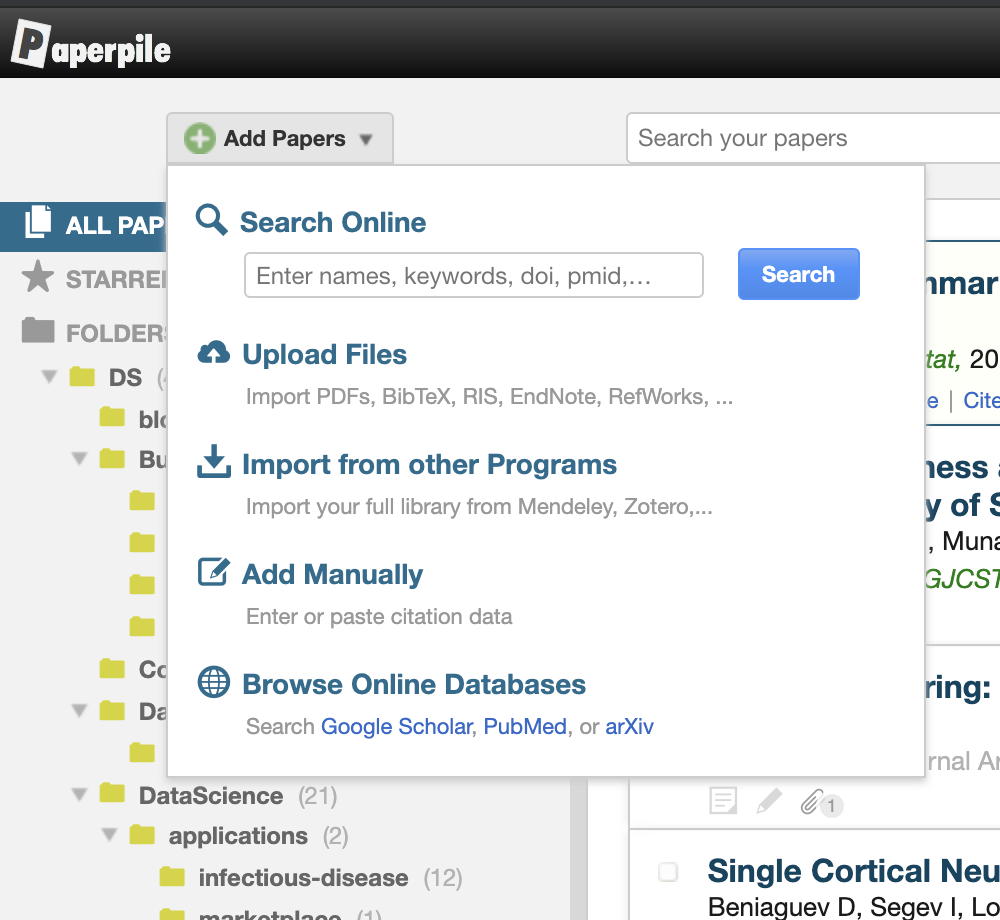 Paperpile
Add Papers
Search your papers
Search Online
Enter names, keywords, doi, pmid,...
Search
Upload Files
Import PDFs, BibTeX, RIS, EndNote, RefWorks, ...
Import from other Programs
Import your full library from Mendeley, Zotero,...
Add Manually
Enter or paste citation data
Browse Online Databases
Search Google Scholar, PubMed, or arXiv
ALL PAP
STARRE
FOLDERS
DS
blo
Bu
Co
Da
DataScience (21)
applications (2)
infectious-disease (12)
marketplace (1)
nmar
tat, 20
e | Cite
ness a
y of S
, Muna
GJCST
ring:
rnal Ar
1
Single Cortical Neu
Beniaguev D, Segev I, Lo